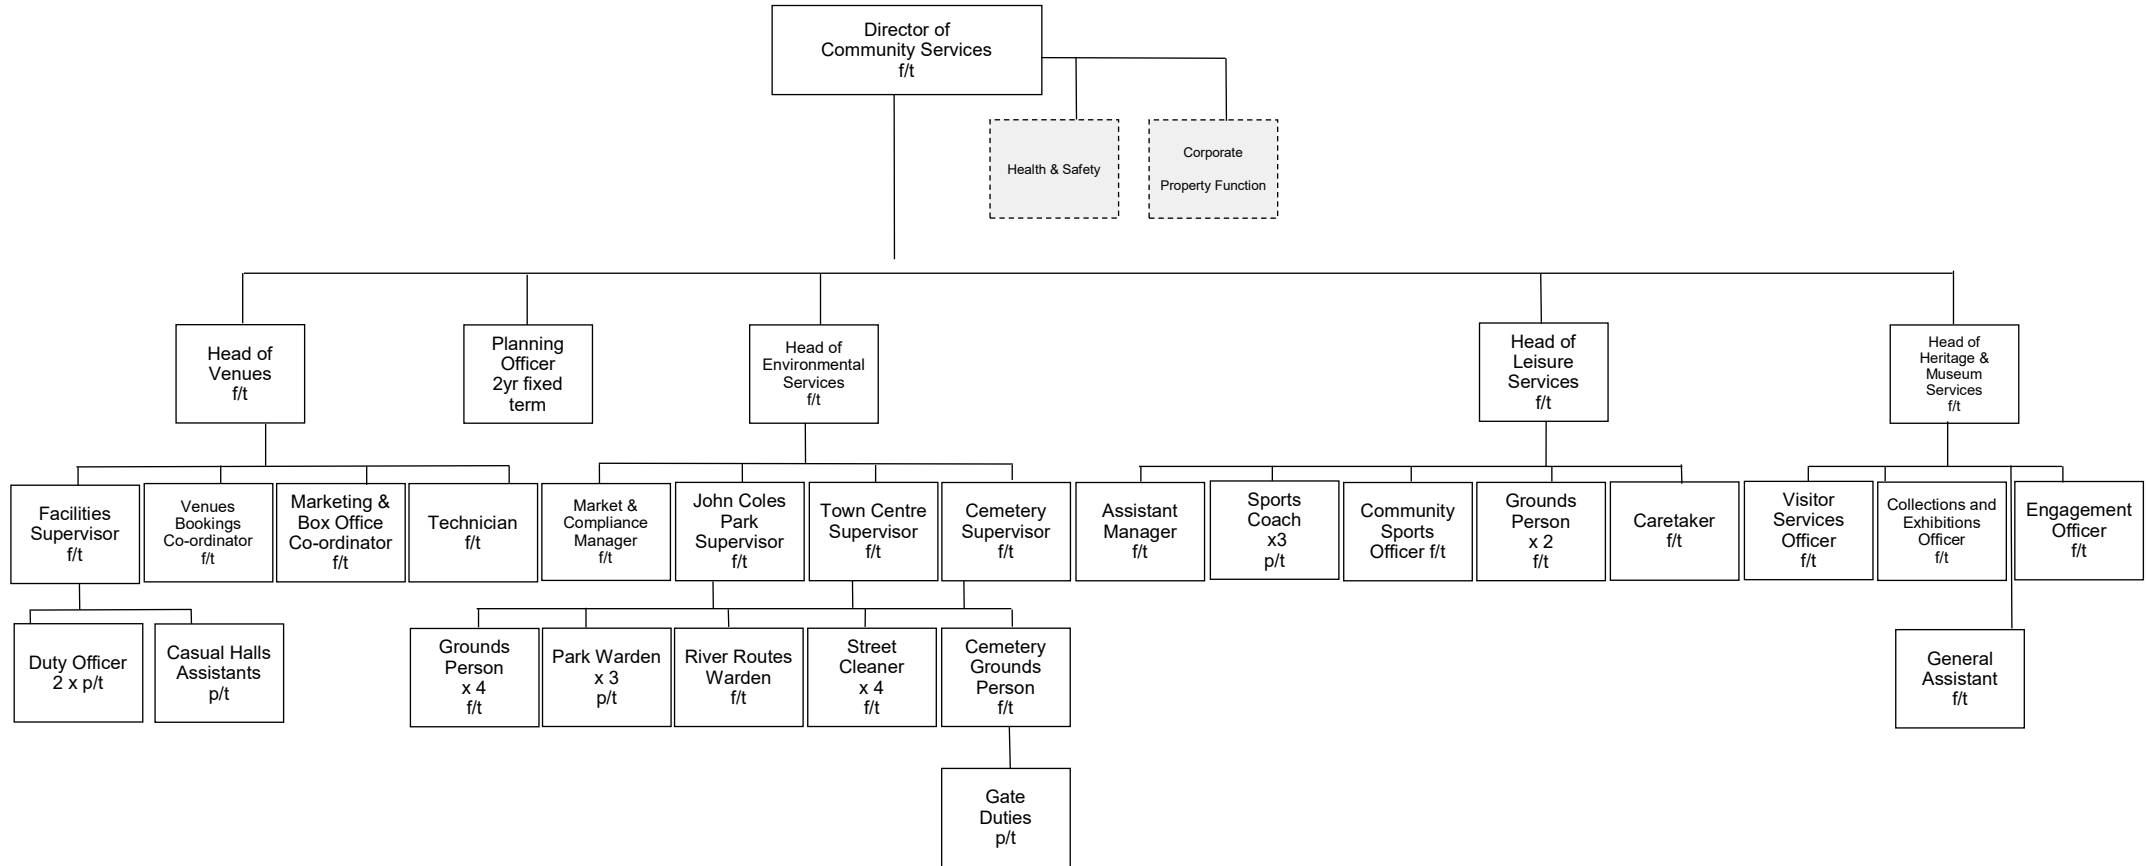 Director of
Community Services
f/t
Health & Safety
Corporate
Property Function
Head of
Venues
f/t
Planning
Officer
2yr fixed
term
Head of
Environmental
Services
f/t
Head of
Leisure
Services
f/t
Head of
Heritage &
Museum
Services
f/t
Facilities
Supervisor
f/t
Venues
Bookings
Co-ordinator
f/t
Marketing &
Box Office
Co-ordinator
f/t
Technician
f/t
Market &
Compliance
Manager
f/t
John Coles
Park
Supervisor
f/t
Town Centre
Supervisor
f/t
Cemetery
Supervisor
f/t
Assistant
Manager
f/t
Sports
Coach
x3
p/t
Community
Sports
Officer f/t
Grounds
Person
x 2
f/t
Caretaker
f/t
Visitor
Services
Officer
f/t
Collections and
Exhibitions
Officer
f/t
Engagement
Officer
f/t
Duty Officer
2 x p/t
Casual Halls
Assistants
p/t
Grounds
Person
x 4
f/t
Park Warden
x 3
p/t
River Routes
Warden
f/t
Street
Cleaner
x 4
f/t
Cemetery
Grounds
Person
f/t
General
Assistant
f/t
Gate
Duties
p/t